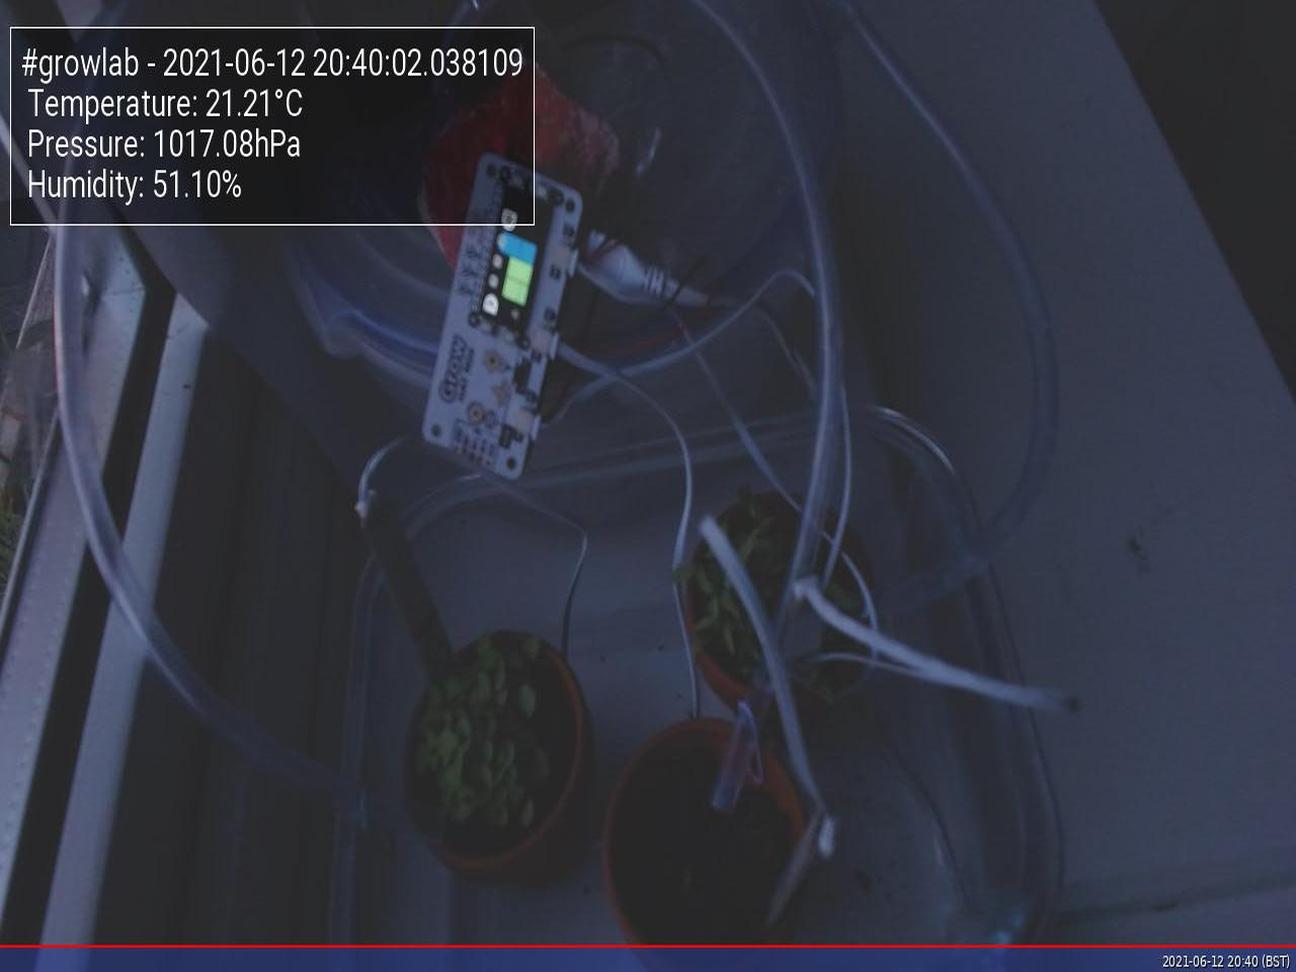 #growlab - 2021-06-12 20:40:02.038109
Temperature: 21.21°C
Pressure: 1017.08hPa
Humidity: 51.10%
GROW
2021-06-12 20:40 (BST)